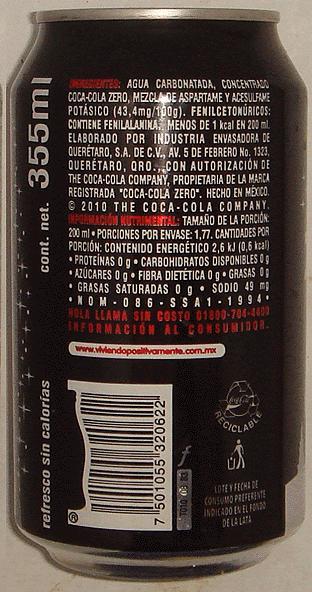 INGREDIENTES: AGUA CARBONATADA, CONCENTRADO
COCA-COLA ZERO, MEZCLA DE ASPARTAME Y ACESULFAME
POTÁSICO (43,4mg/100g). FENILCETONÚRICOS:
CONTIENE FENILALANINA. MENOS DE 1 kcal EN 200 ml.
ELABORADO POR INDUSTRIA ENVASADORA DE
QUERÉTARO, S.A. DE C.V., AV. 5 DE FEBRERO No. 1321,
QUERÉTARO, QRO., CON AUTORIZACIÓN DE
THE COCA-COLA COMPANY, PROPIETARIA DE LA MARCA
REGISTRADA "COCA-COLA ZERO". HECHO EN MÉXICO.
© 2010 THE COCA-COLA COMPANY.
INFORMACIÓN NUTRIMENTAL: TAMAÑO DE LA PORCIÓN:
200 ml • PORCIONES POR ENVASE: 1,77. CANTIDADES POR
PORCIÓN: CONTENIDO ENERGÉTICO 2,6 kJ (0,6 kcal)
• PROTEÍNAS 0 g • CARBOHIDRATOS DISPONIBLES 0 g
• AZÚCARES 0 g • FIBRA DIETÉTICA 0 g • GRASAS 0 g
• GRASAS SATURADAS 0 g • SODIO 49 mg
• NOM-086-SSA1-1994 •
HOLA LLAMA SIN COSTO 01800-704-4400
INFORMACIÓN AL CONSUMIDOR.
www.viviendopositivamente.com.mx
cont. net. 355ml
refresco sin calorías
7 501055 320622
®
RECICLABLE
LOTE Y FECHA DE
CONSUMO PREFERENTE
INDICADO EN EL FONDO
DE LA LATA